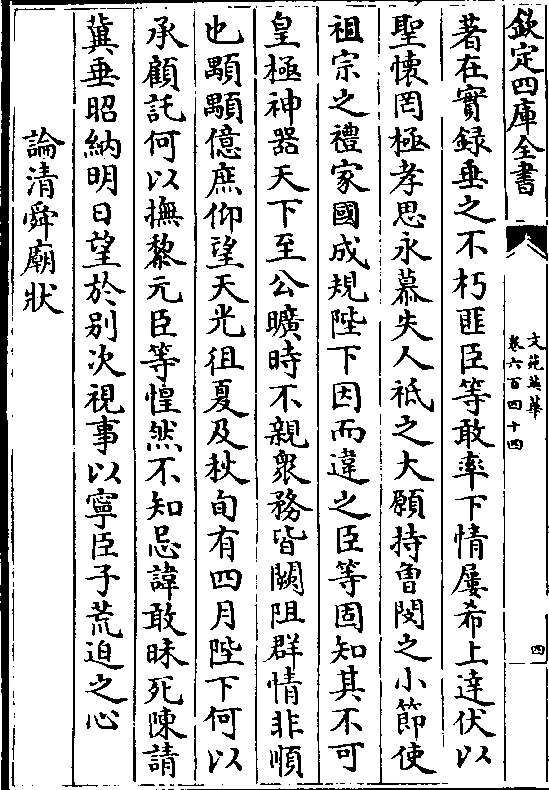 欽定四庫全書
文苑英華
卷六百四十四
四
著在實録垂之不朽匪臣等敢率下情屢希上達伏以
聖懷罔極孝思永慕失人祇之大願持曽閔之小節使
祖宗之禮家國成規陛下因而違之臣等固知其不可
皇極神器天下至公曠時不親衆務皆闕阻群情非順
也顒顒億庶仰望天光徂夏及秋旬有四月陛下何以
承顧託何以撫黎元臣等惶然不知忌諱敢昧死陳請
冀垂昭納明日望於别次視事以寧臣子荒迫之心
論清舜廟狀